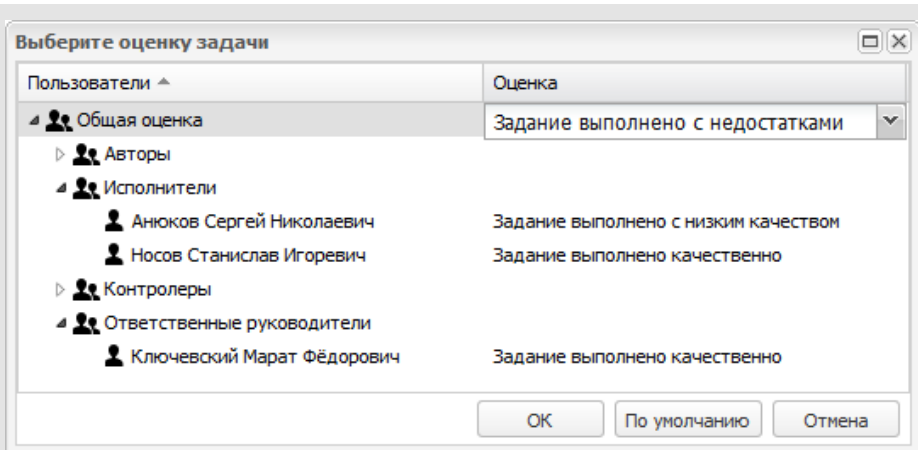 Выберите оценку задачи
Пользователи Оценка
Общая оценка Задание выполнено с недостатками
Авторы
Исполнители
Анюков Сергей Николаевич Задание выполнено с низким качеством
Носов Станислав Игоревич Задание выполнено качественно
Контролеры
Ответственные руководители
Ключевский Марат Фёдорович Задание выполнено качественно
ОК По умолчанию Отмена